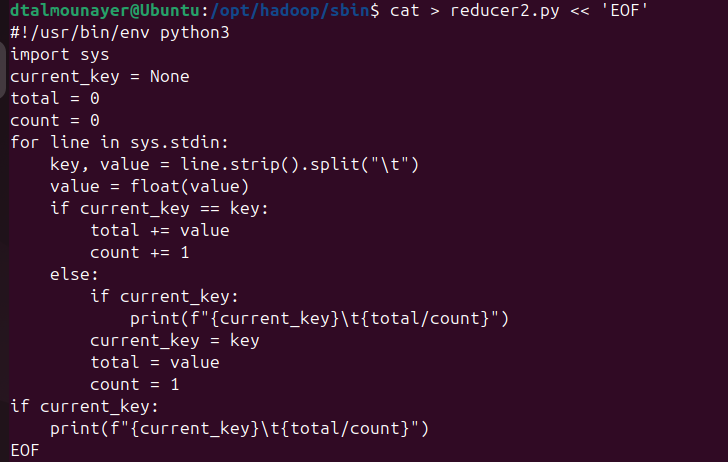 dtalmounayer@Ubuntu:/opt/hadoop/sbin$ cat > reducer2.py << 'EOF'
#!/usr/bin/env python3
import sys
current_key = None
total = 0
count = 0
for line in sys.stdin:
    key, value = line.strip().split("\t")
    value = float(value)
    if current_key == key:
        total += value
        count += 1
    else:
        if current_key:
            print(f"{current_key}\t{total/count}")
        current_key = key
        total = value
        count = 1
if current_key:
    print(f"{current_key}\t{total/count}")
EOF